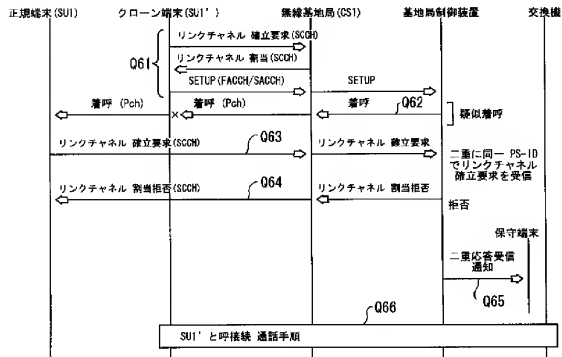 正規端末(SU1)
クローン端末(SU1')
無線基地局(CS1)
基地局制御装置
交換機
リンクチャネル 確立要求(SCCH)
リンクチャネル 割当(SCCH)
Q61
SETUP(FACCH/SACCH)
SETUP
着呼 (Pch)
着呼 (Pch)
着呼
Q62
×
疑似着呼
Q63
リンクチャネル 確立要求(SCCH)
リンクチャネル 確立要求
二重に同一 PS-ID
でリンクチャネル
確立要求を受信
Q64
リンクチャネル 割当拒否(SCCH)
リンクチャネル 割当拒否
拒否
保守端末
二重応答受信
通知
Q65
Q66
SU1' と呼接続 通話手順